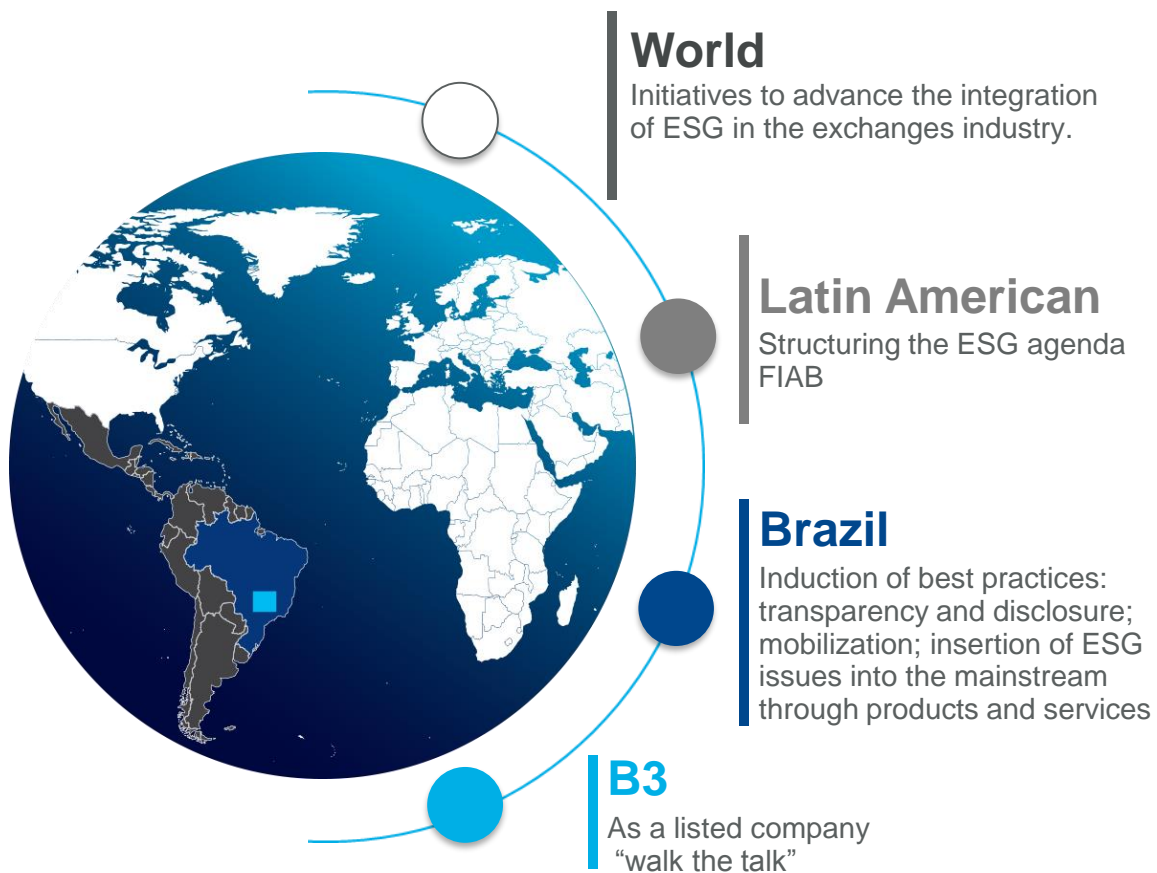 World
Initiatives to advance the integration
of ESG in the exchanges industry.
Latin American
Structuring the ESG agenda
FIAB
Brazil
Induction of best practices:
transparency and disclosure;
mobilization; insertion of ESG
issues into the mainstream
through products and services
B3
As a listed company
“walk the talk”